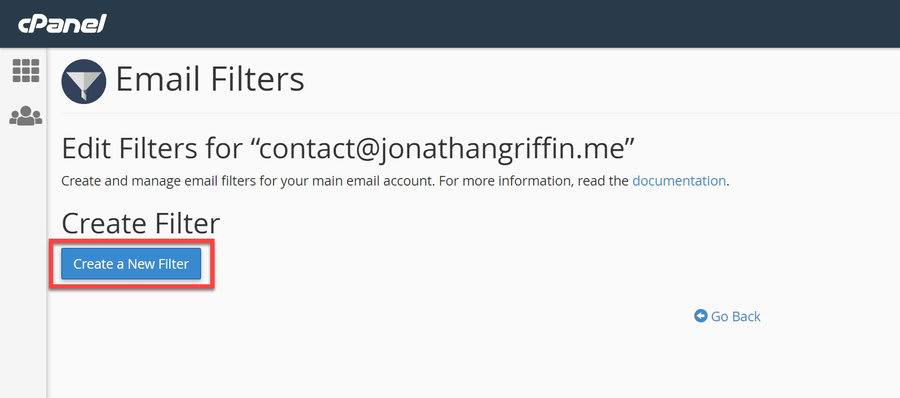 cPanel
Email Filters
Edit Filters for “contact@jonathangriffin.me”
Create and manage email filters for your main email account. For more information, read the documentation.
Create Filter
Create a New Filter
Go Back